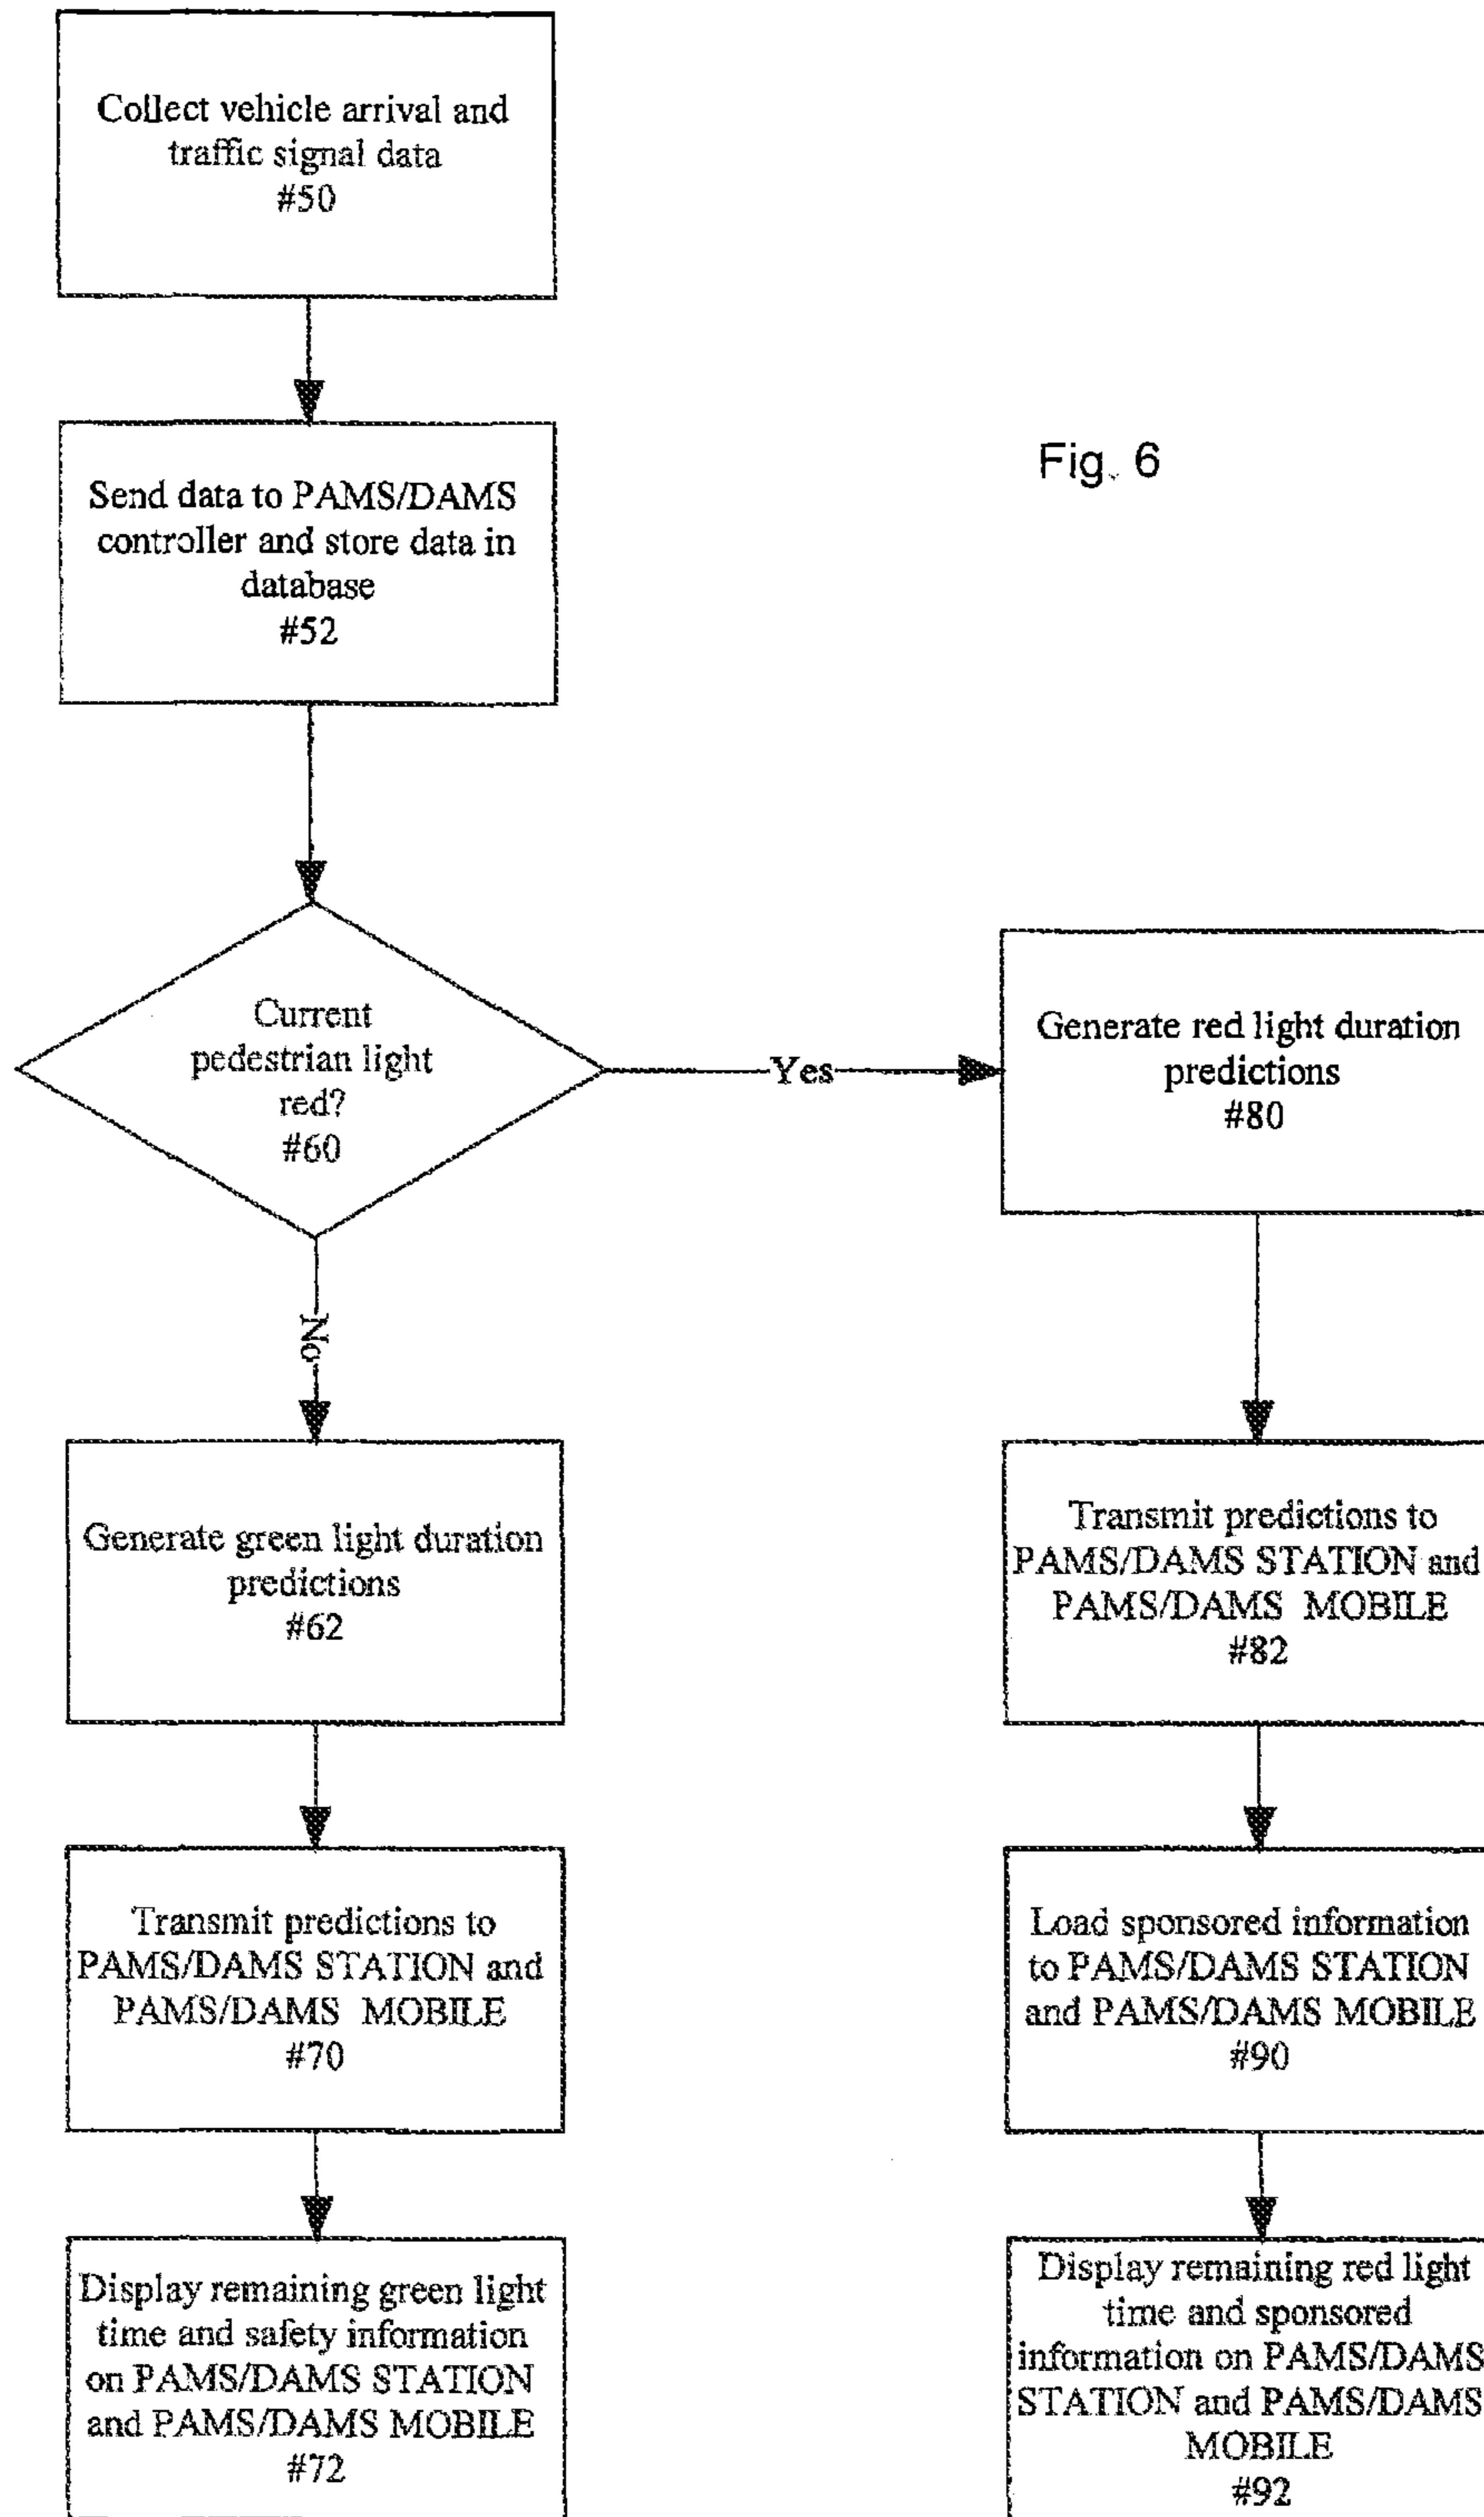 Collect vehicle arrival and
traffic signal data
#50
Send data to PAMS/DAMS
controller and store data in
database
#52
Fig. 6
Current
pedestrian light
red?
#60
Yes
Generate red light duration
predictions
#80
No
Generate green light duration
predictions
#62
Transmit predictions to
PAMS/DAMS STATION and
PAMS/DAMS MOBILE
#82
Transmit predictions to
PAMS/DAMS STATION and
PAMS/DAMS MOBILE
#70
Load sponsored information
to PAMS/DAMS STATION
and PAMS/DAMS MOBILE
#90
Display remaining green light
time and safety information
on PAMS/DAMS STATION
and PAMS/DAMS MOBILE
#72
Display remaining red light
time and sponsored
information on PAMS/DAMS
STATION and PAMS/DAMS
MOBILE
#92